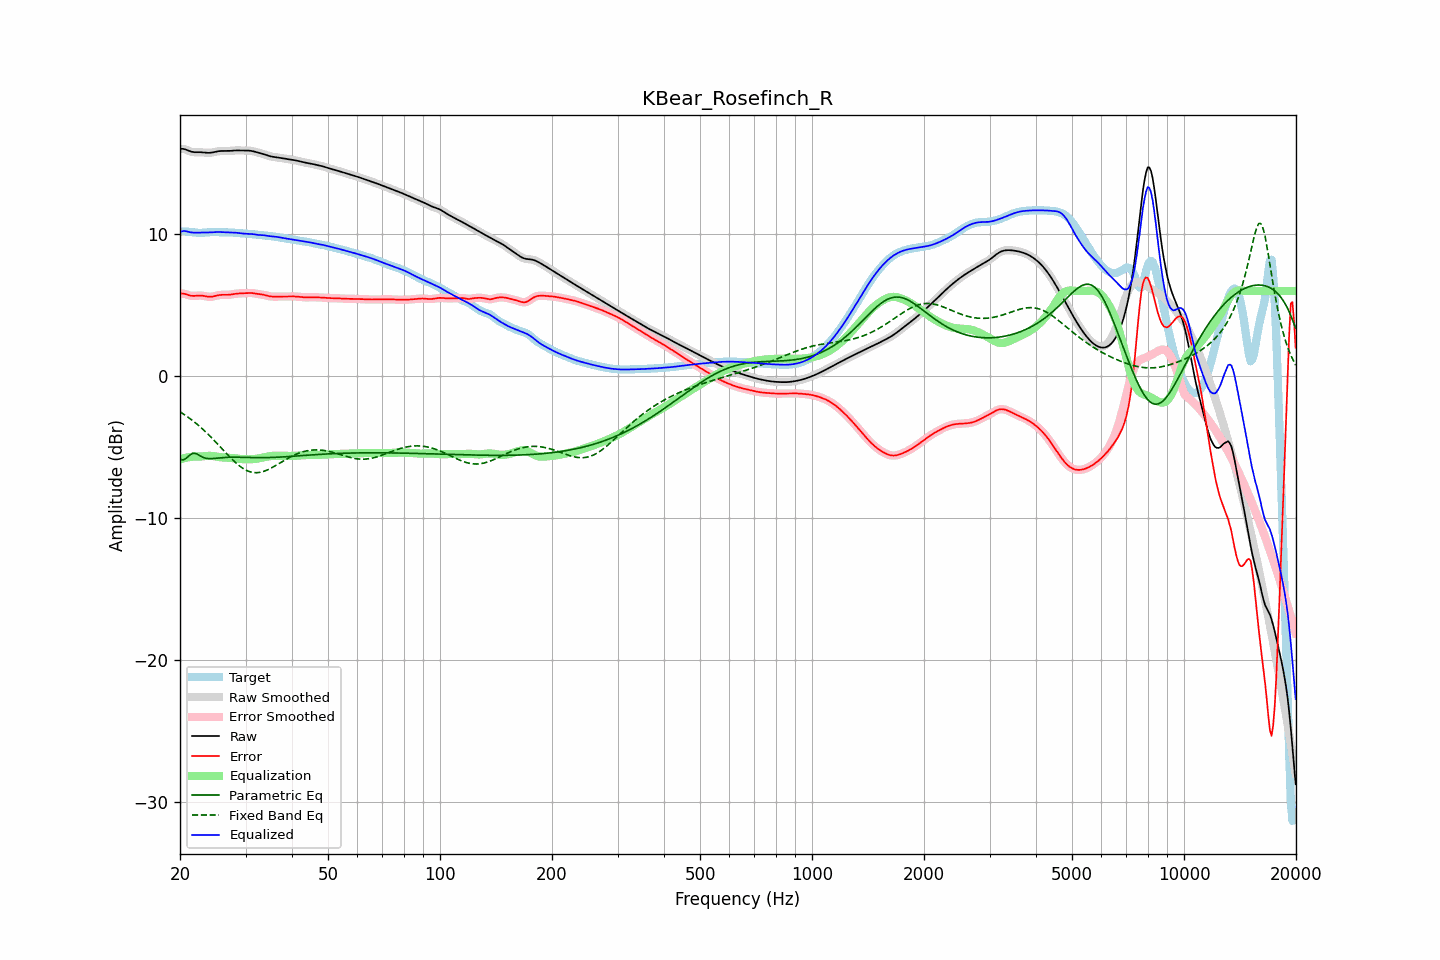 KBear_Rosefinch_R
Amplitude (dBr)
10
0
−10
−20
−30
Target
Raw Smoothed
Error Smoothed
Raw
Error
Equalization
Parametric Eq
Fixed Band Eq
Equalized
20 50 100 200 500 1000 2000 5000 10000 20000
Frequency (Hz)